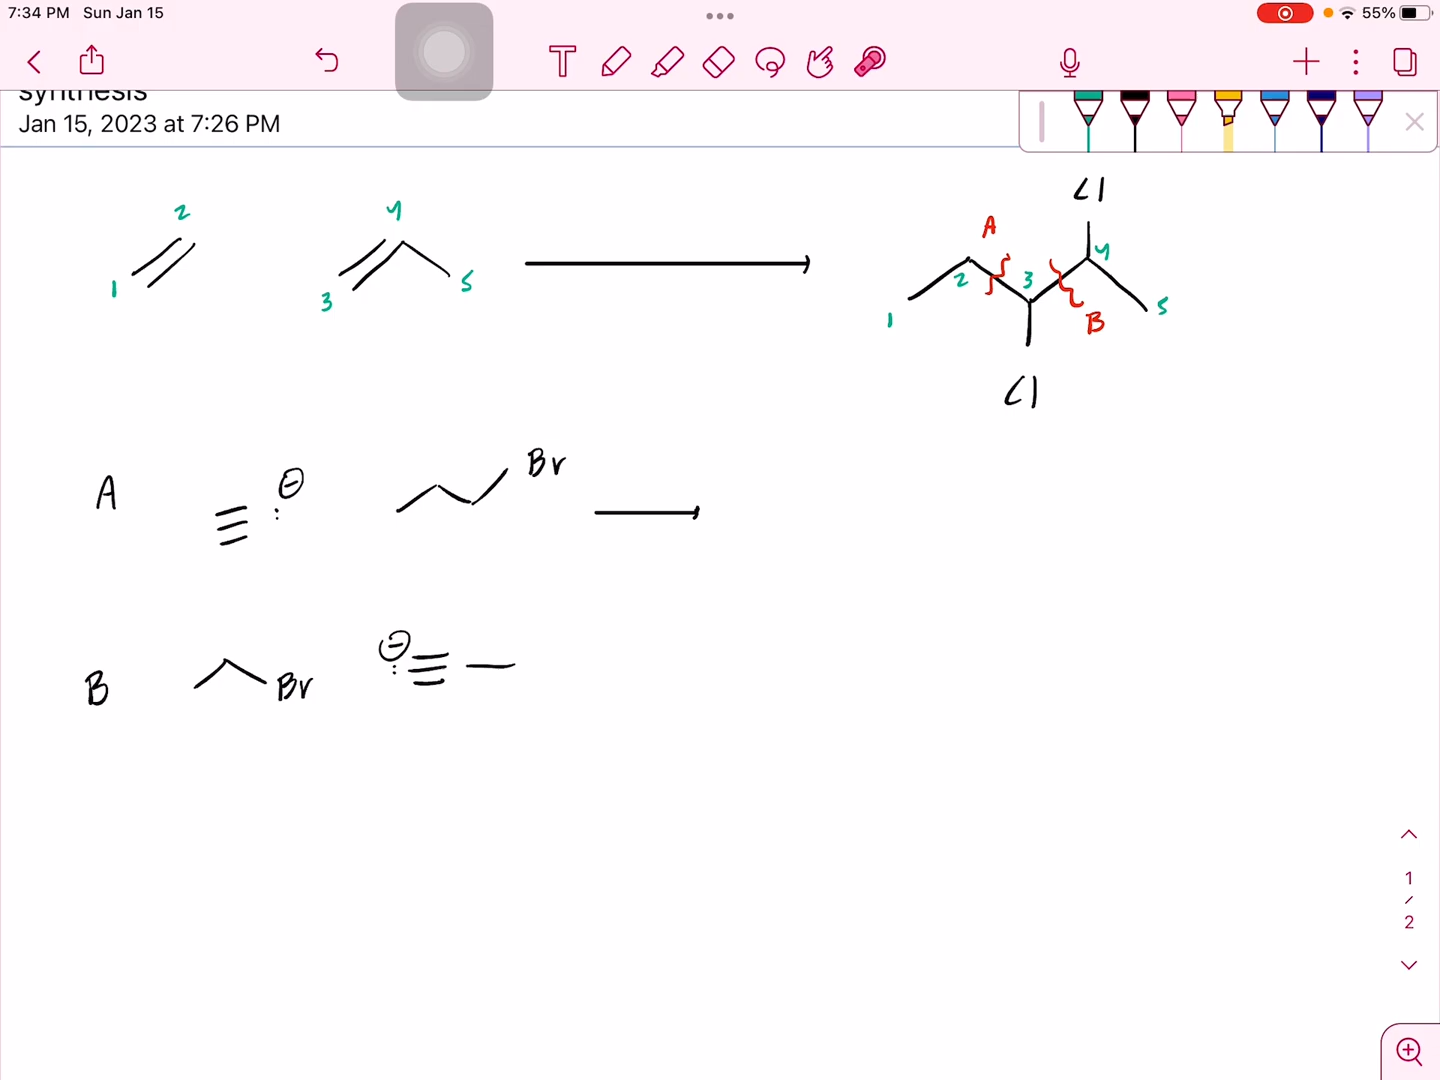 7:34 PM Sun Jan 15
55%
T
synthesis
Jan 15, 2023 at 7:26 PM
Cl
2 4 A 4
1 3 5 2 3 5
1 B
Cl
A Br
B Br
1
/
2